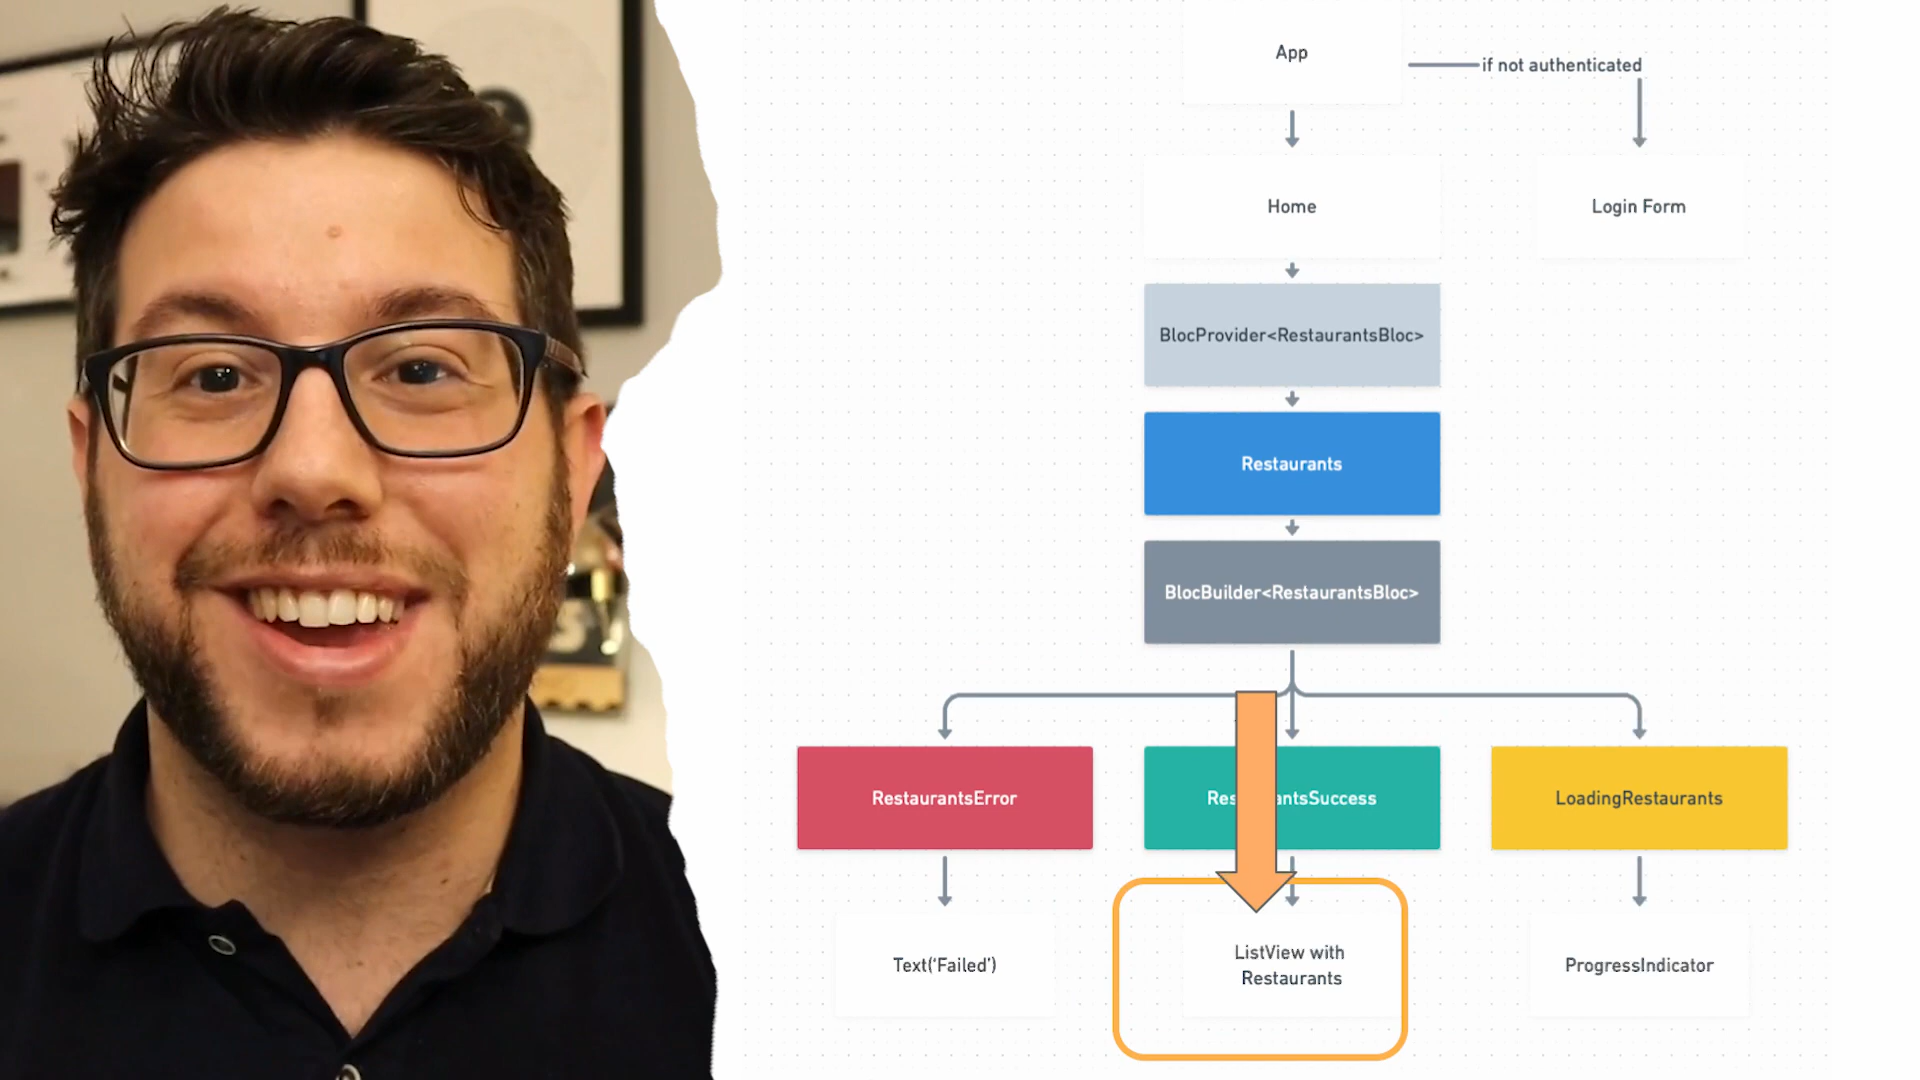 App
if not authenticated
Home
Login Form
BlocProvider<RestaurantsBloc>
Restaurants
BlocBuilder<RestaurantsBloc>
RestaurantsError
Res antsSuccess
LoadingRestaurants
Text('Failed')
ListView with
Restaurants
ProgressIndicator